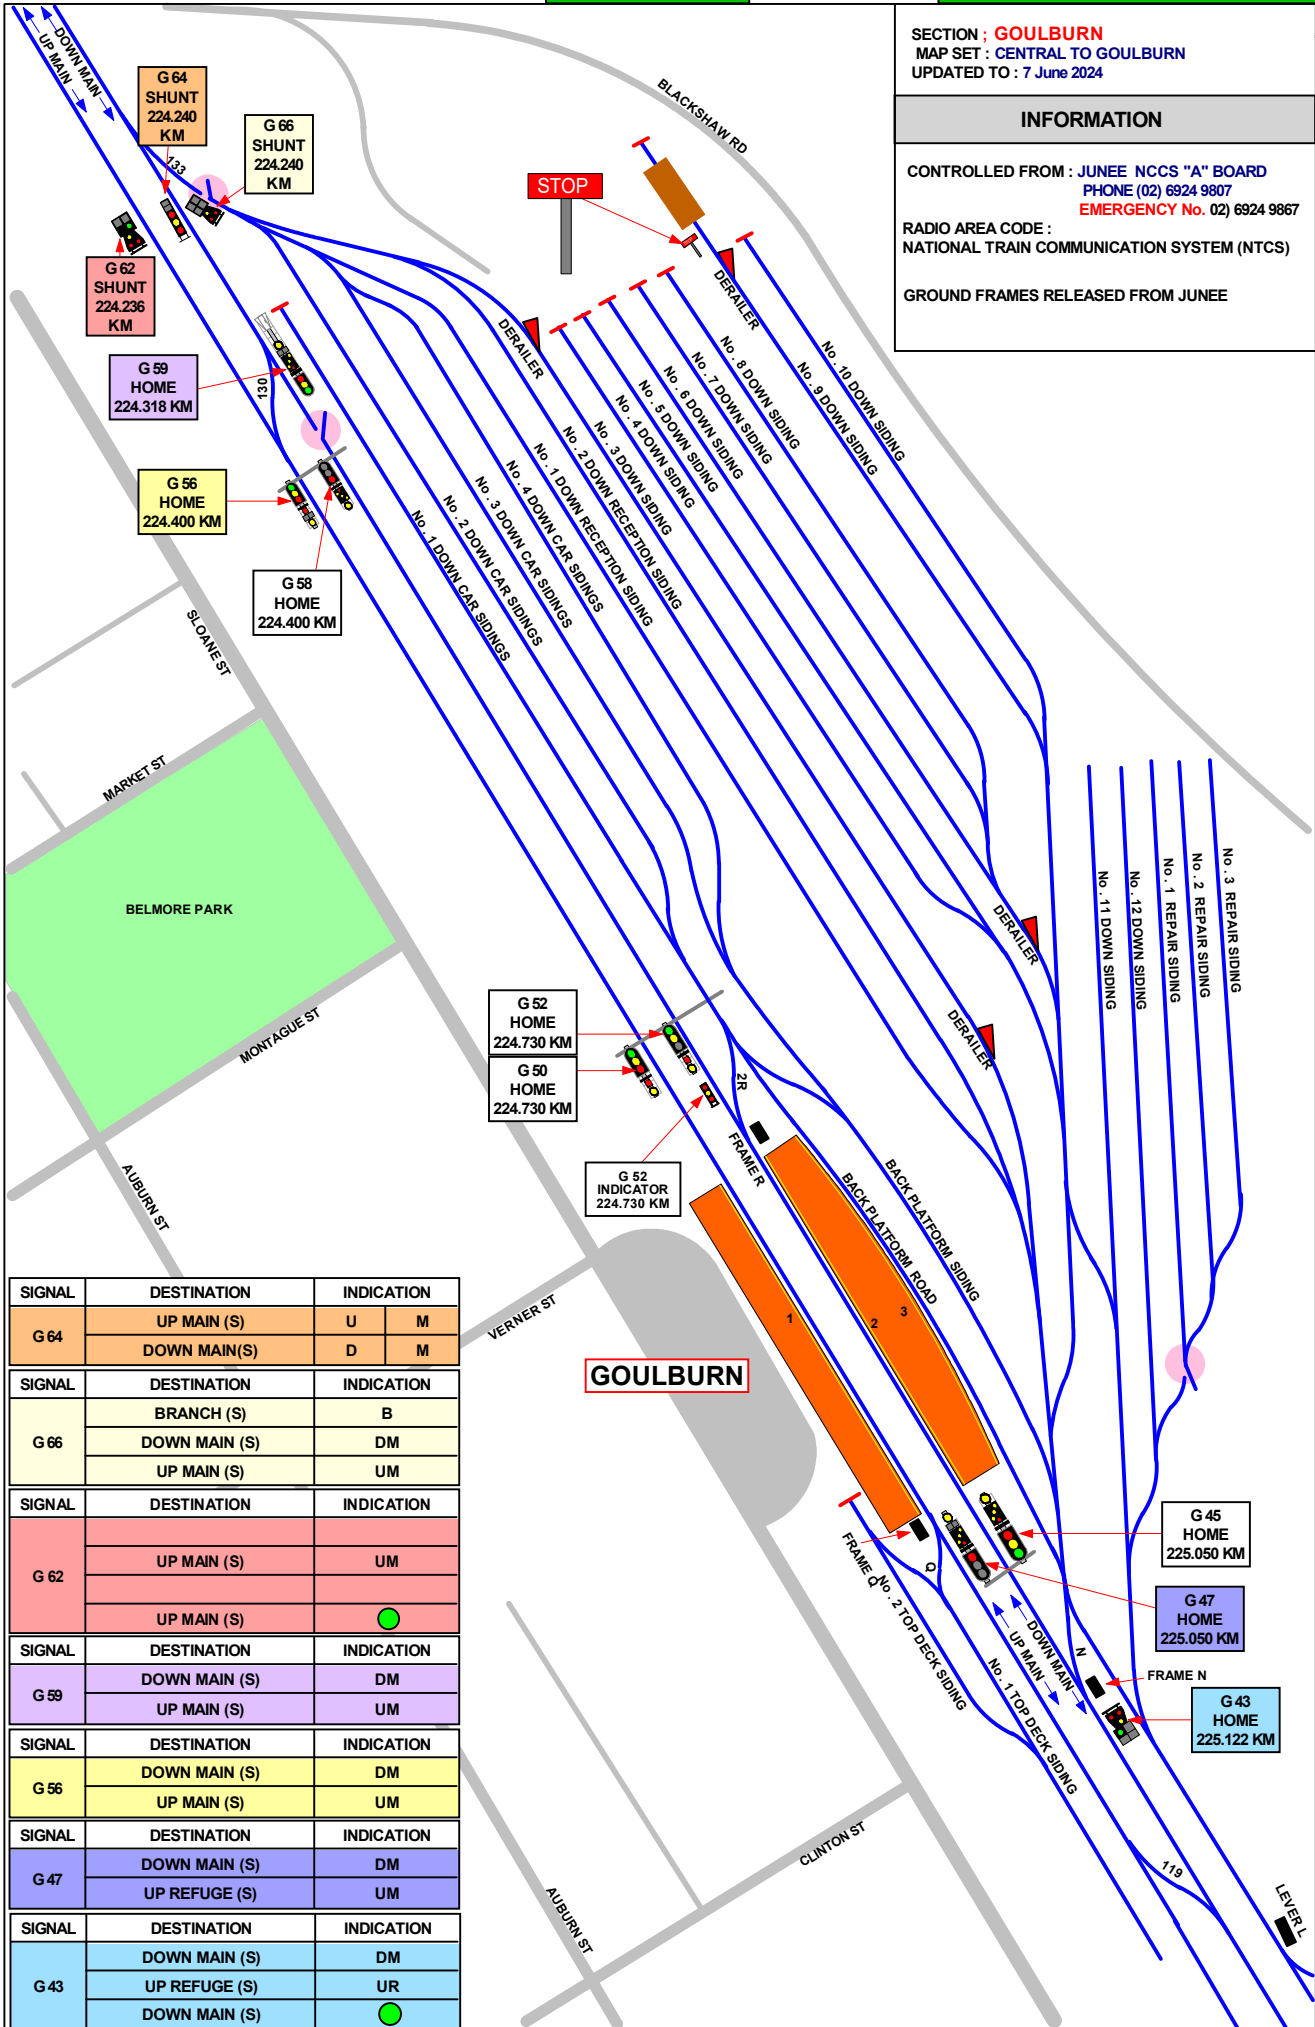 SECTION ; GOULBURN
MAP SET : CENTRAL TO GOULBURN
UPDATED TO : 7 June 2024
INFORMATION
CONTROLLED FROM : JUNEE NCCS "A" BOARD
PHONE (02) 6924 9807
EMERGENCY No. 02) 6924 9867
RADIO AREA CODE :
NATIONAL TRAIN COMMUNICATION SYSTEM (NTCS)
GROUND FRAMES RELEASED FROM JUNEE
UP MAIN
DOWN MAIN
G 64
SHUNT
224.240
KM
G 66
SHUNT
224.240
KM
133
G 62
SHUNT
224.236
KM
BLACKSHAW RD
STOP
DERAILER
DERAILER
G 59
HOME
224.318 KM
130
G 56
HOME
224.400 KM
G 58
HOME
224.400 KM
No . 1 DOWN CAR SIDINGS
No . 2 DOWN CAR SIDINGS
No . 3 DOWN CAR SIDINGS
No . 4 DOWN CAR SIDINGS
No . 1 DOWN RECEPTION SIDING
No . 2 DOWN RECEPTION SIDING
No . 3 DOWN SIDING
No . 4 DOWN SIDING
No . 5 DOWN SIDING
No . 6 DOWN SIDING
No . 7 DOWN SIDING
No . 8 DOWN SIDING
No . 9 DOWN SIDING
No . 10 DOWN SIDING
SLOANE ST
MARKET ST
BELMORE PARK
MONTAGUE ST
AUBURN ST
No . 11 DOWN SIDING
No . 12 DOWN SIDING
No . 1 REPAIR SIDING
No . 2 REPAIR SIDING
No . 3 REPAIR SIDING
DERAILER
DERAILER
G 52
HOME
224.730 KM
G 50
HOME
224.730 KM
2R
FRAME R
G 52
INDICATOR
224.730 KM
BACK PLATFORM ROAD
BACK PLATFORM SIDING
1
2
3
VERNER ST
GOULBURN
FRAME Q
Q
No . 2 TOP DECK SIDING
No . 1 TOP DECK SIDING
UP MAIN
DOWN MAIN
G 45
HOME
225.050 KM
G 47
HOME
225.050 KM
N
FRAME N
G 43
HOME
225.122 KM
CLINTON ST
AUBURN ST
119
LEVER L
SIGNAL DESTINATION INDICATION
G 64
UP MAIN (S) U M
DOWN MAIN(S) D M
SIGNAL DESTINATION INDICATION
G 66
BRANCH (S) B
DOWN MAIN (S) DM
UP MAIN (S) UM
SIGNAL DESTINATION INDICATION
G 62
UP MAIN (S) UM
UP MAIN (S)
SIGNAL DESTINATION INDICATION
G 59
DOWN MAIN (S) DM
UP MAIN (S) UM
SIGNAL DESTINATION INDICATION
G 56
DOWN MAIN (S) DM
UP MAIN (S) UM
SIGNAL DESTINATION INDICATION
G 47
DOWN MAIN (S) DM
UP REFUGE (S) UM
SIGNAL DESTINATION INDICATION
G 43
DOWN MAIN (S) DM
UP REFUGE (S) UR
DOWN MAIN (S)